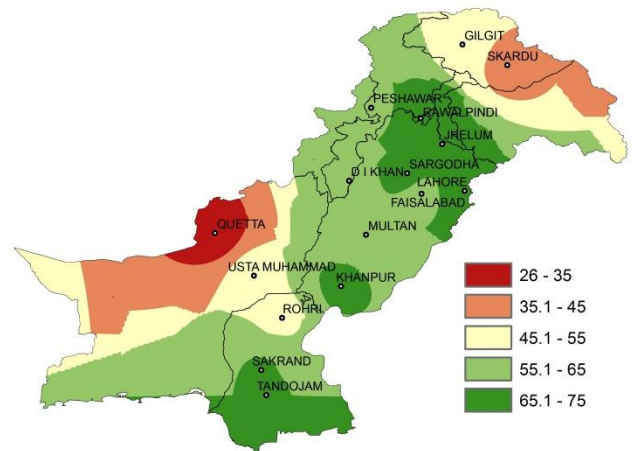 GILGIT
SKARDU
PESHAWAR
RAWALPINDI
JHELUM
D I KHAN
SARGODHA
LAHORE
FAISALABAD
QUETTA
MULTAN
USTA MUHAMMAD
KHANPUR
ROHRI
SAKRAND
TANDOJAM
26 - 35
35.1 - 45
45.1 - 55
55.1 - 65
65.1 - 75